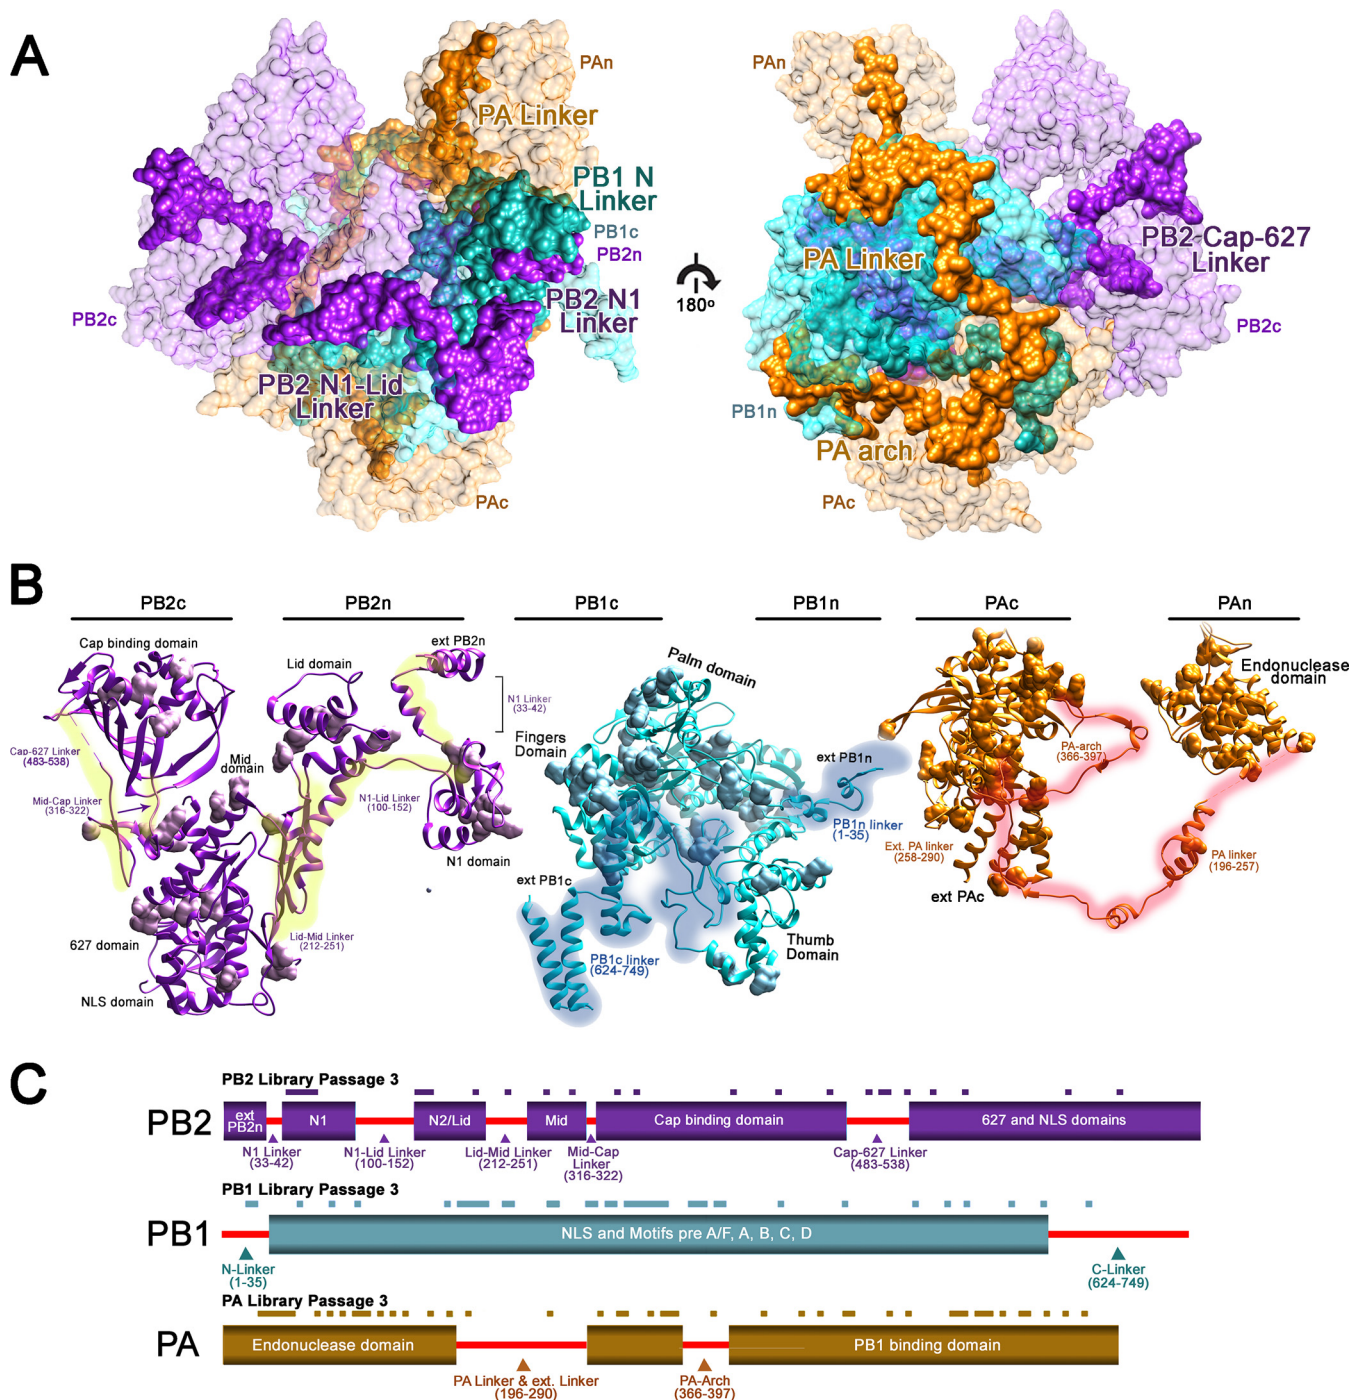 A
PAn
PA Linker
PB1 N
Linker
PB1c
PB2n
PB2 N1
Linker
PB2c
PB2 N1-Lid
Linker
PAc
180º
PAn
PA Linker
PB2 Cap-627
Linker
PB2c
PB1n
PA arch
PAc
B
PB2c
PB2n
PB1c
PB1n
PAc
PAn
Cap binding domain
Lid domain
ext PB2n
N1 Linker
(33-42)
Cap-627 Linker
(483-538)
Mid
domain
Mid-Cap Linker
(316-322)
N1-Lid Linker
(100-152)
N1 domain
627 domain
Lid-Mid Linker
(212-251)
NLS domain
Palm domain
Fingers
Domain
ext PB1n
PB1n linker
(1-35)
ext PB1c
PB1c linker
(624-749)
Thumb
Domain
Endonuclease
domain
PA-arch
(366-397)
Ext. PA linker
(258-290)
PA linker
(196-257)
ext PAc
C
PB2 Library Passage 3
PB2
ext
PB2n
N1
N2/Lid
Mid
Cap binding domain
627 and NLS domains
N1 Linker
(33-42)
N1-Lid Linker
(100-152)
Lid-Mid Linker
(212-251)
Mid-Cap
Linker
(316-322)
Cap-627 Linker
(483-538)
PB1 Library Passage 3
PB1
NLS and Motifs pre A/F, A, B, C, D
N-Linker
(1-35)
C-Linker
(624-749)
PA Library Passage 3
PA
Endonuclease domain
PB1 binding domain
PA Linker & ext. Linker
(196-290)
PA-Arch
(366-397)